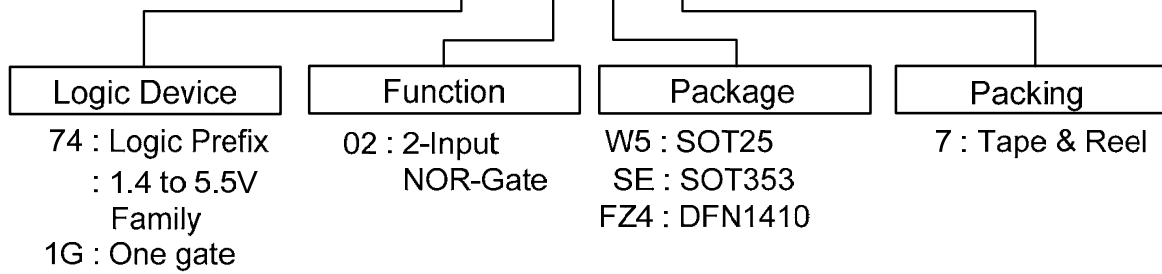 Logic Device
74 : Logic Prefix
: 1.4 to 5.5V
Family
1G : One gate
Function
02 : 2-Input
NOR-Gate
Package
W5 : SOT25
SE : SOT353
FZ4 : DFN1410
Packing
7 : Tape & Reel